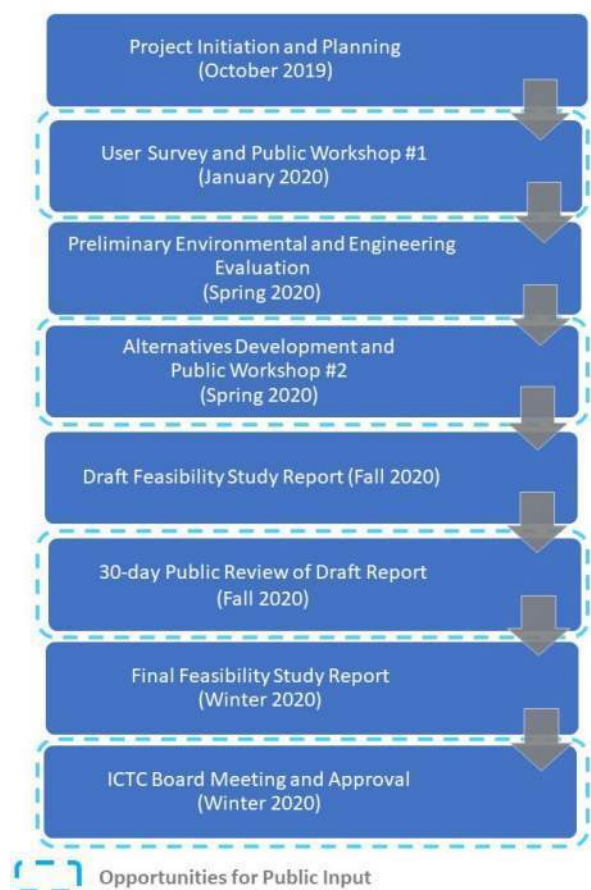 Project Initiation and Planning
(October 2019)
User Survey and Public Workshop #1
(January 2020)
Preliminary Environmental and Engineering
Evaluation
(Spring 2020)
Alternatives Development and
Public Workshop #2
(Spring 2020)
Draft Feasibility Study Report (Fall 2020)
30-day Public Review of Draft Report
(Fall 2020)
Final Feasibility Study Report
(Winter 2020)
ICTC Board Meeting and Approval
(Winter 2020)
Opportunities for Public Input